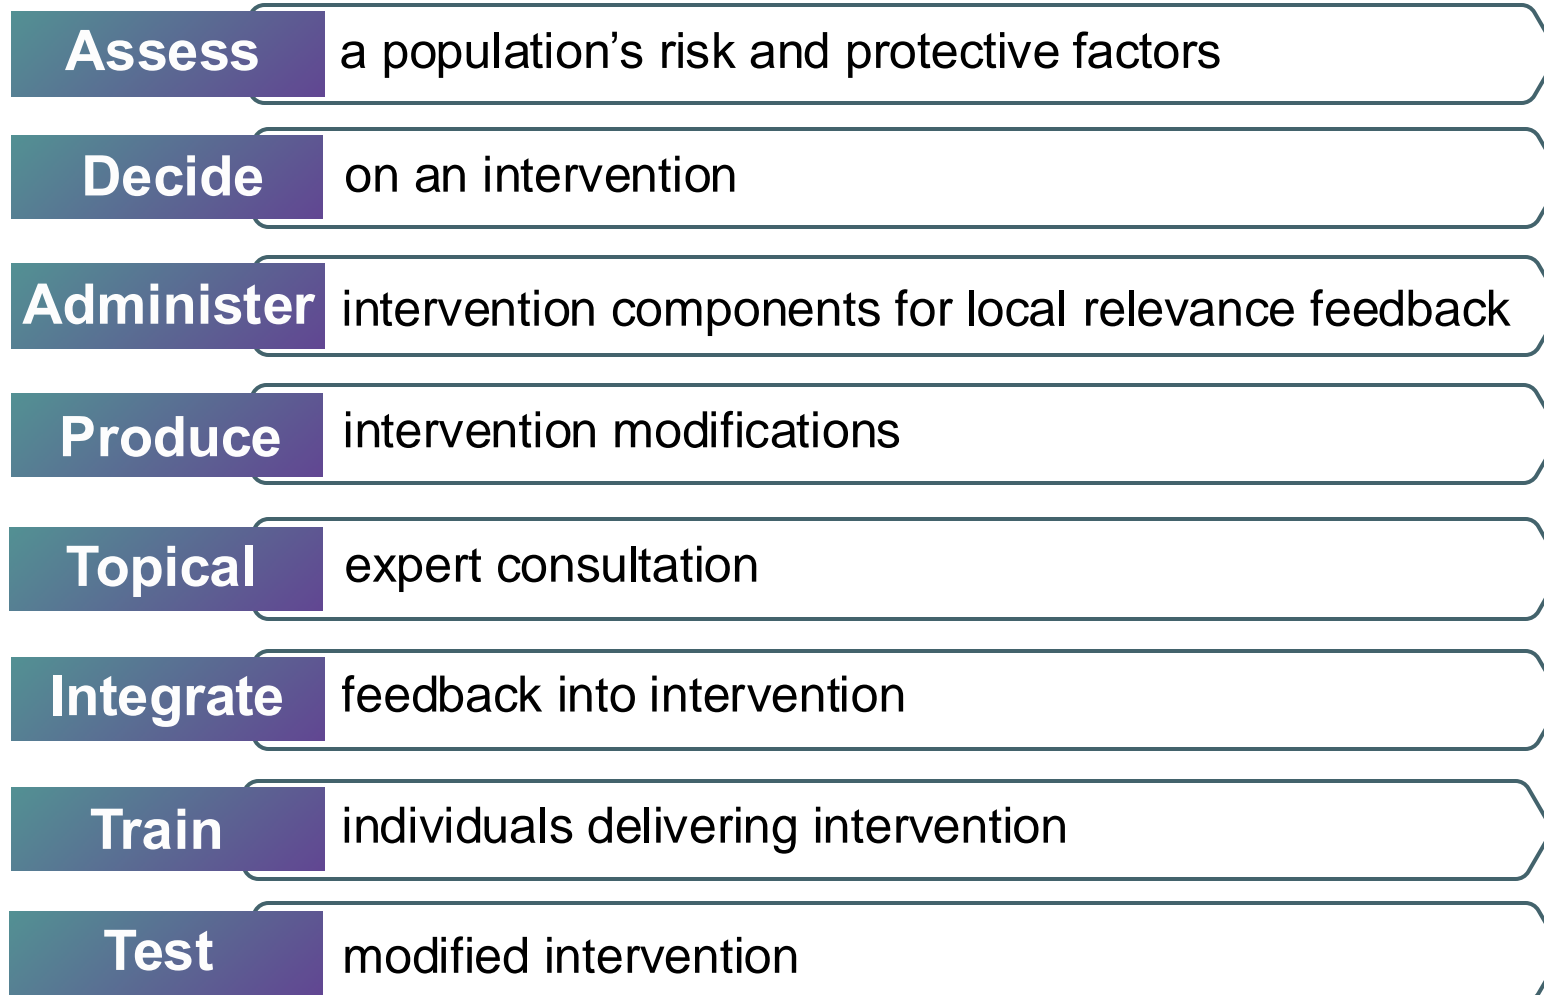 Assess a population’s risk and protective factors
Decide on an intervention
Administer intervention components for local relevance feedback
Produce intervention modifications
Topical expert consultation
Integrate feedback into intervention
Train individuals delivering intervention
Test modified intervention